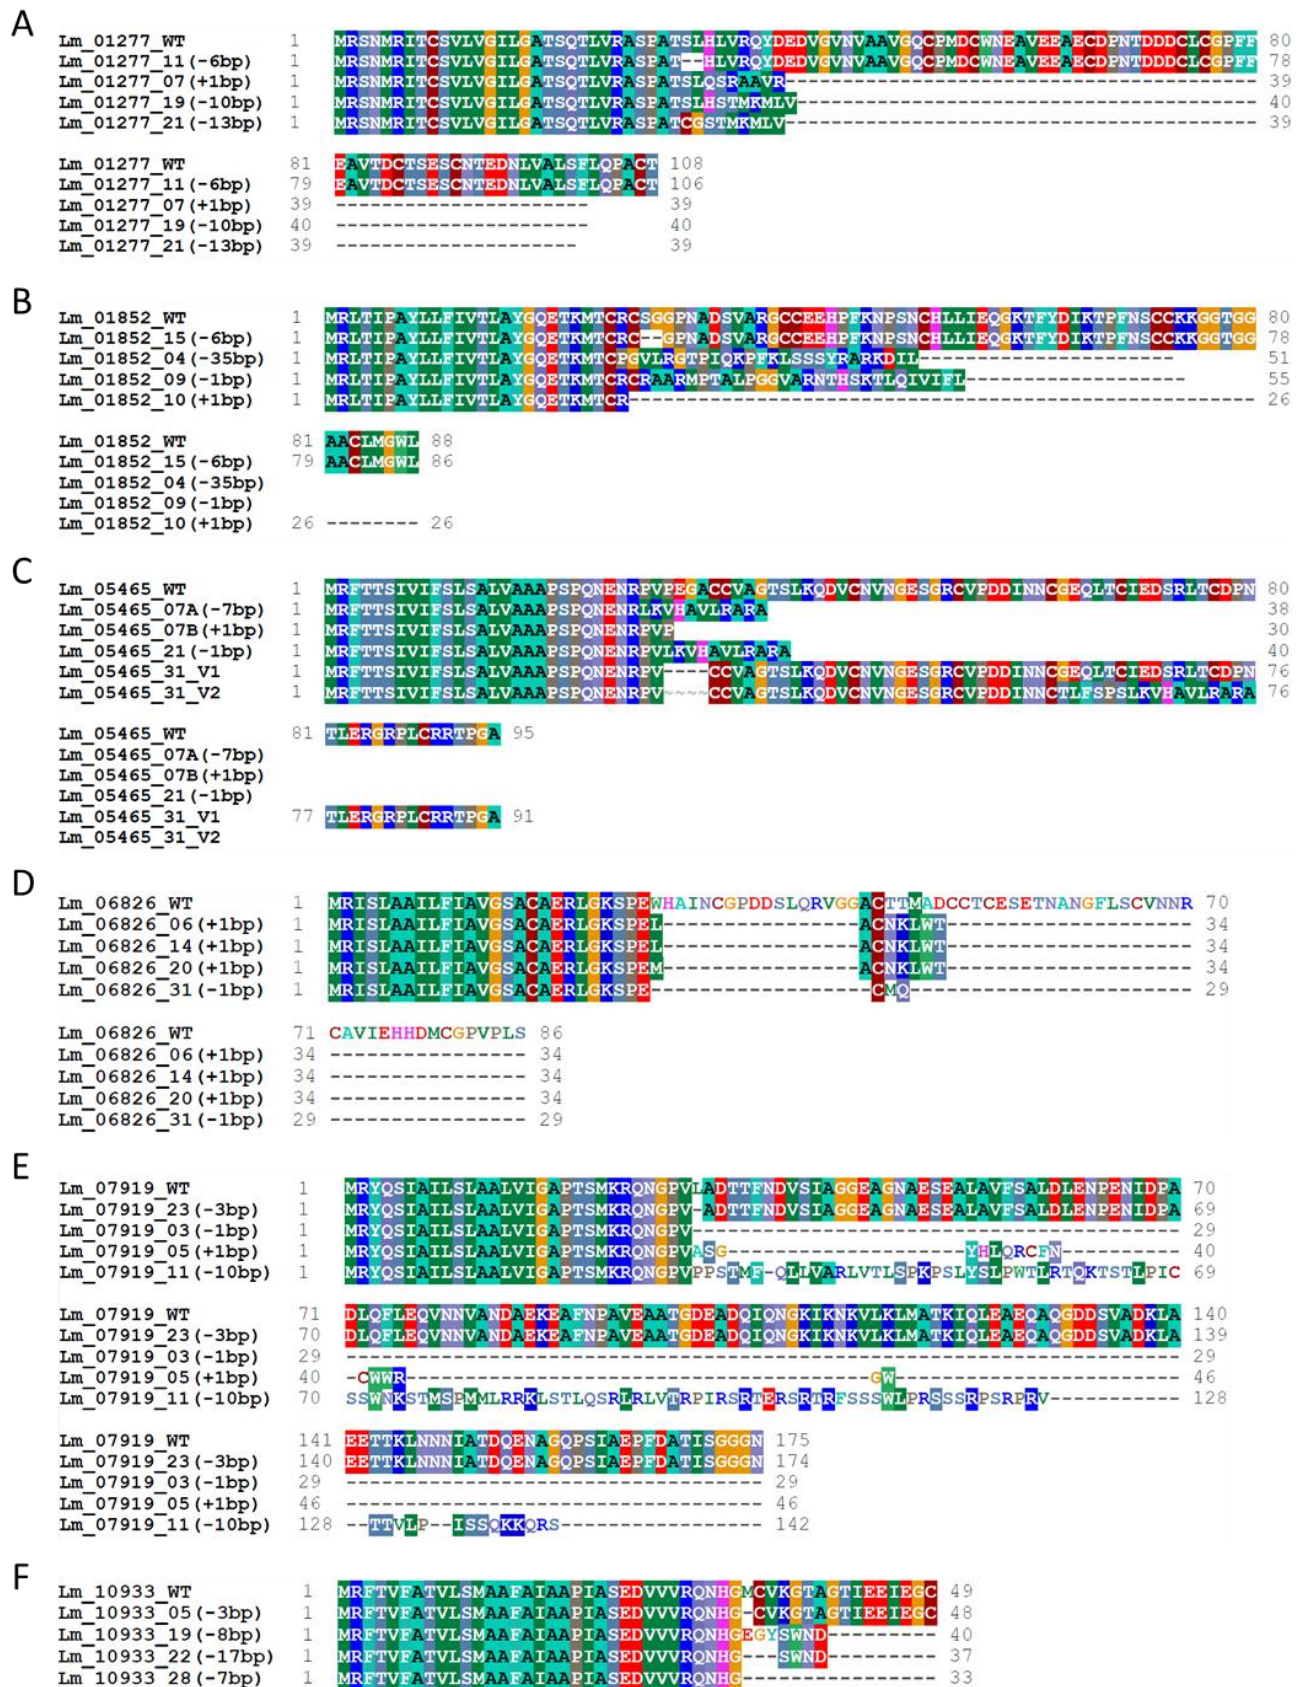 A
Lm_01277_WT 1 MRSNMRITCSVLVGILGATSQTLVRASPATSLHLVRQYDEDVGVNVAAVGQCPMDCWNEAVEEAECDPNTDDDCLCGPFF 80
Lm_01277_11(-6bp) 1 MRSNMRITCSVLVGILGATSQTLVRASPAT--HLVRQYDEDVGVNVAAVGQCPMDCWNEAVEEAECDPNTDDDCLCGPFF 78
Lm_01277_07(+1bp) 1 MRSNMRITCSVLVGILGATSQTLVRASPATSLQSRAAVR----------------------------------------- 39
Lm_01277_19(-10bp) 1 MRSNMRITCSVLVGILGATSQTLVRASPATSLHSTMKMLV---------------------------------------- 40
Lm_01277_21(-13bp) 1 MRSNMRITCSVLVGILGATSQTLVRASPATCGSTMKMLV----------------------------------------- 39
Lm_01277_WT 81 EAVTDCTSESCNTEDNLVALSFLQPACT 108
Lm_01277_11(-6bp) 79 EAVTDCTSESCNTEDNLVALSFLQPACT 106
Lm_01277_07(+1bp) 39 ---------------------- 39
Lm_01277_19(-10bp) 40 ---------------------- 40
Lm_01277_21(-13bp) 39 --------------------- 39
B
Lm_01852_WT 1 MRLTIPAYLLFIVTLAYGQETKMTCRCSGGPNADSVARGCCEEHPFKNPSNCHLLIEQGKTFYDIKTPFNSCCKKGGTGG 80
Lm_01852_15(-6bp) 1 MRLTIPAYLLFIVTLAYGQETKMTCRC--GPNADSVARGCCEEHPFKNPSNCHLLIEQGKTFYDIKTPFNSCCKKGGTGG 78
Lm_01852_04(-35bp) 1 MRLTIPAYLLFIVTLAYGQETKMTCPGVLRGTPIQKPFKLSSSYRARKDIL---------------------- 51
Lm_01852_09(-1bp) 1 MRLTIPAYLLFIVTLAYGQETKMTCRCRAARMPTALPGGVARNTHSKTLQIVIFL------------------- 55
Lm_01852_10(+1bp) 1 MRLTIPAYLLFIVTLAYGQETKMTCR------------------------------------------------------ 26
Lm_01852_WT 81 AACLMGWL 88
Lm_01852_15(-6bp) 79 AACLMGWL 86
Lm_01852_04(-35bp)
Lm_01852_09(-1bp)
Lm_01852_10(+1bp) 26 -------- 26
C
Lm_05465_WT 1 MRFTTSIVIFSLSALVAAAPSPQNENRPVPEGACCVAGTSLKQDVCNVNGESGRCVPDDINNCGEQLTCIEDSRLTCDPN 80
Lm_05465_07A(-7bp) 1 MRFTTSIVIFSLSALVAAAPSPQNENRLKVHAVLRARA 38
Lm_05465_07B(+1bp) 1 MRFTTSIVIFSLSALVAAAPSPQNENRPVP 30
Lm_05465_21(-1bp) 1 MRFTTSIVIFSLSALVAAAPSPQNENRPVLKVHAVLRARA 40
Lm_05465_31_V1 1 MRFTTSIVIFSLSALVAAAPSPQNENRPV----CCVAGTSLKQDVCNVNGESGRCVPDDINNCGEQLTCIEDSRLTCDPN 76
Lm_05465_31_V2 1 MRFTTSIVIFSLSALVAAAPSPQNENRPV~~~~CCVAGTSLKQDVCNVNGESGRCVPDDINNCTLFSPSLKVHAVLRARA 76
Lm_05465_WT 81 TLERGRPLCRRTPGA 95
Lm_05465_07A(-7bp)
Lm_05465_07B(+1bp)
Lm_05465_21(-1bp)
Lm_05465_31_V1 77 TLERGRPLCRRTPGA 91
Lm_05465_31_V2
D
Lm_06826_WT 1 MRISLAAILFIAVGSACAERLGKSPEWHAINCGPDDSLQRVGGACTTMADCCTCESETNANGFLSCVNNR 70
Lm_06826_06(+1bp) 1 MRISLAAILFIAVGSACAERLGKSPEL----------------ACNKLWT-------------------- 34
Lm_06826_14(+1bp) 1 MRISLAAILFIAVGSACAERLGKSPEL----------------ACNKLWT-------------------- 34
Lm_06826_20(+1bp) 1 MRISLAAILFIAVGSACAERLGKSPEM----------------ACNKLWT-------------------- 34
Lm_06826_31(-1bp) 1 MRISLAAILFIAVGSACAERLGKSPE------------------CMQ----------------------- 29
Lm_06826_WT 71 CAVIEHHDMCGPVPLS 86
Lm_06826_06(+1bp) 34 ---------------- 34
Lm_06826_14(+1bp) 34 ---------------- 34
Lm_06826_20(+1bp) 34 ---------------- 34
Lm_06826_31(-1bp) 29 ---------------- 29
E
Lm_07919_WT 1 MRYQSIAILSLAALVIGAPTSMKRQNGPVLADTTFNDVSIAGGEAGNAESEALAVFSALDLENPENIDPA 70
Lm_07919_23(-3bp) 1 MRYQSIAILSLAALVIGAPTSMKRQNGPV-ADTTFNDVSIAGGEAGNAESEALAVFSALDLENPENIDPA 69
Lm_07919_03(-1bp) 1 MRYQSIAILSLAALVIGAPTSMKRQNGPV----------------------------------------- 29
Lm_07919_05(+1bp) 1 MRYQSIAILSLAALVIGAPTSMKRQNGPVASG--------------------YHLQRCFN---------- 40
Lm_07919_11(-10bp) 1 MRYQSIAILSLAALVIGAPTSMKRQNGPVPPSTMF-QLLVARLVTLSPKPSLYSLPWTLRTQKTSTLPIC 69
Lm_07919_WT 71 DLQFLEQVNNVANDAEKEAFNPAVEAATGDEADQIQNGKIKNKVLKLMATKIQLEAEQAQGDDSVADKLA 140
Lm_07919_23(-3bp) 70 DLQFLEQVNNVANDAEKEAFNPAVEAATGDEADQIQNGKIKNKVLKLMATKIQLEAEQAQGDDSVADKLA 139
Lm_07919_03(-1bp) 29 ---------------------------------------------------------------------- 29
Lm_07919_05(+1bp) 40 -CWWR---------------------------------------GW------------------------ 46
Lm_07919_11(-10bp) 70 SSWNKSTMSPMMLRRKLSTLQSRLRLVTRPIRSRTERSRTRFSSSWLPRSSSRPSRPRV----------- 128
Lm_07919_WT 141 EETTKLNNNIATDQENAGQPSIAEPFDATISGGGN 175
Lm_07919_23(-3bp) 140 EETTKLNNNIATDQENAGQPSIAEPFDATISGGGN 174
Lm_07919_03(-1bp) 29 ----------------------------------- 29
Lm_07919_05(+1bp) 46 ----------------------------------- 46
Lm_07919_11(-10bp) 128 --TTVLP--ISSQKKQRS----------------- 142
F
Lm_10933_WT 1 MRFTVFATVLSMAAFAIAAPIASEDVVVRQNHGMCVKGTAGTIEEIEGC 49
Lm_10933_05(-3bp) 1 MRFTVFATVLSMAAFAIAAPIASEDVVVRQNHG-CVKGTAGTIEEIEGC 48
Lm_10933_19(-8bp) 1 MRFTVFATVLSMAAFAIAAPIASEDVVVRQNHGEGYSWND--------- 40
Lm_10933_22(-17bp) 1 MRFTVFATVLSMAAFAIAAPIASEDVVVRQNHG---SWND--------- 37
Lm_10933_28(-7bp) 1 MRFTVFATVLSMAAFAIAAPIASEDVVVRQNHG---------------- 33